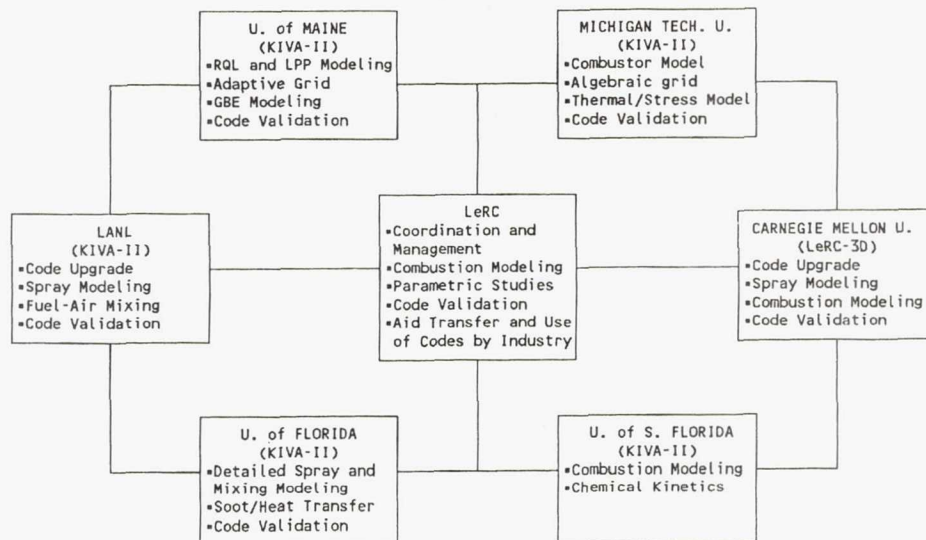 U. of MAINE
(KIVA-II)
▪RQL and LPP Modeling
▪Adaptive Grid
▪GBE Modeling
▪Code Validation
MICHIGAN TECH. U.
(KIVA-II)
▪Combustor Model
▪Algebraic grid
▪Thermal/Stress Model
▪Code Validation
LANL
(KIVA-II)
▪Code Upgrade
▪Spray Modeling
▪Fuel-Air Mixing
▪Code Validation
LeRC
▪Coordination and
Management
▪Combustion Modeling
▪Parametric Studies
▪Code Validation
▪Aid Transfer and Use
of Codes by Industry
CARNEGIE MELLON U.
(LeRC-3D)
▪Code Upgrade
▪Spray Modeling
▪Combustion Modeling
▪Code Validation
U. of FLORIDA
(KIVA-II)
▪Detailed Spray and
Mixing Modeling
▪Soot/Heat Transfer
▪Code Validation
U. of S. FLORIDA
(KIVA-II)
▪Combustion Modeling
▪Chemical Kinetics